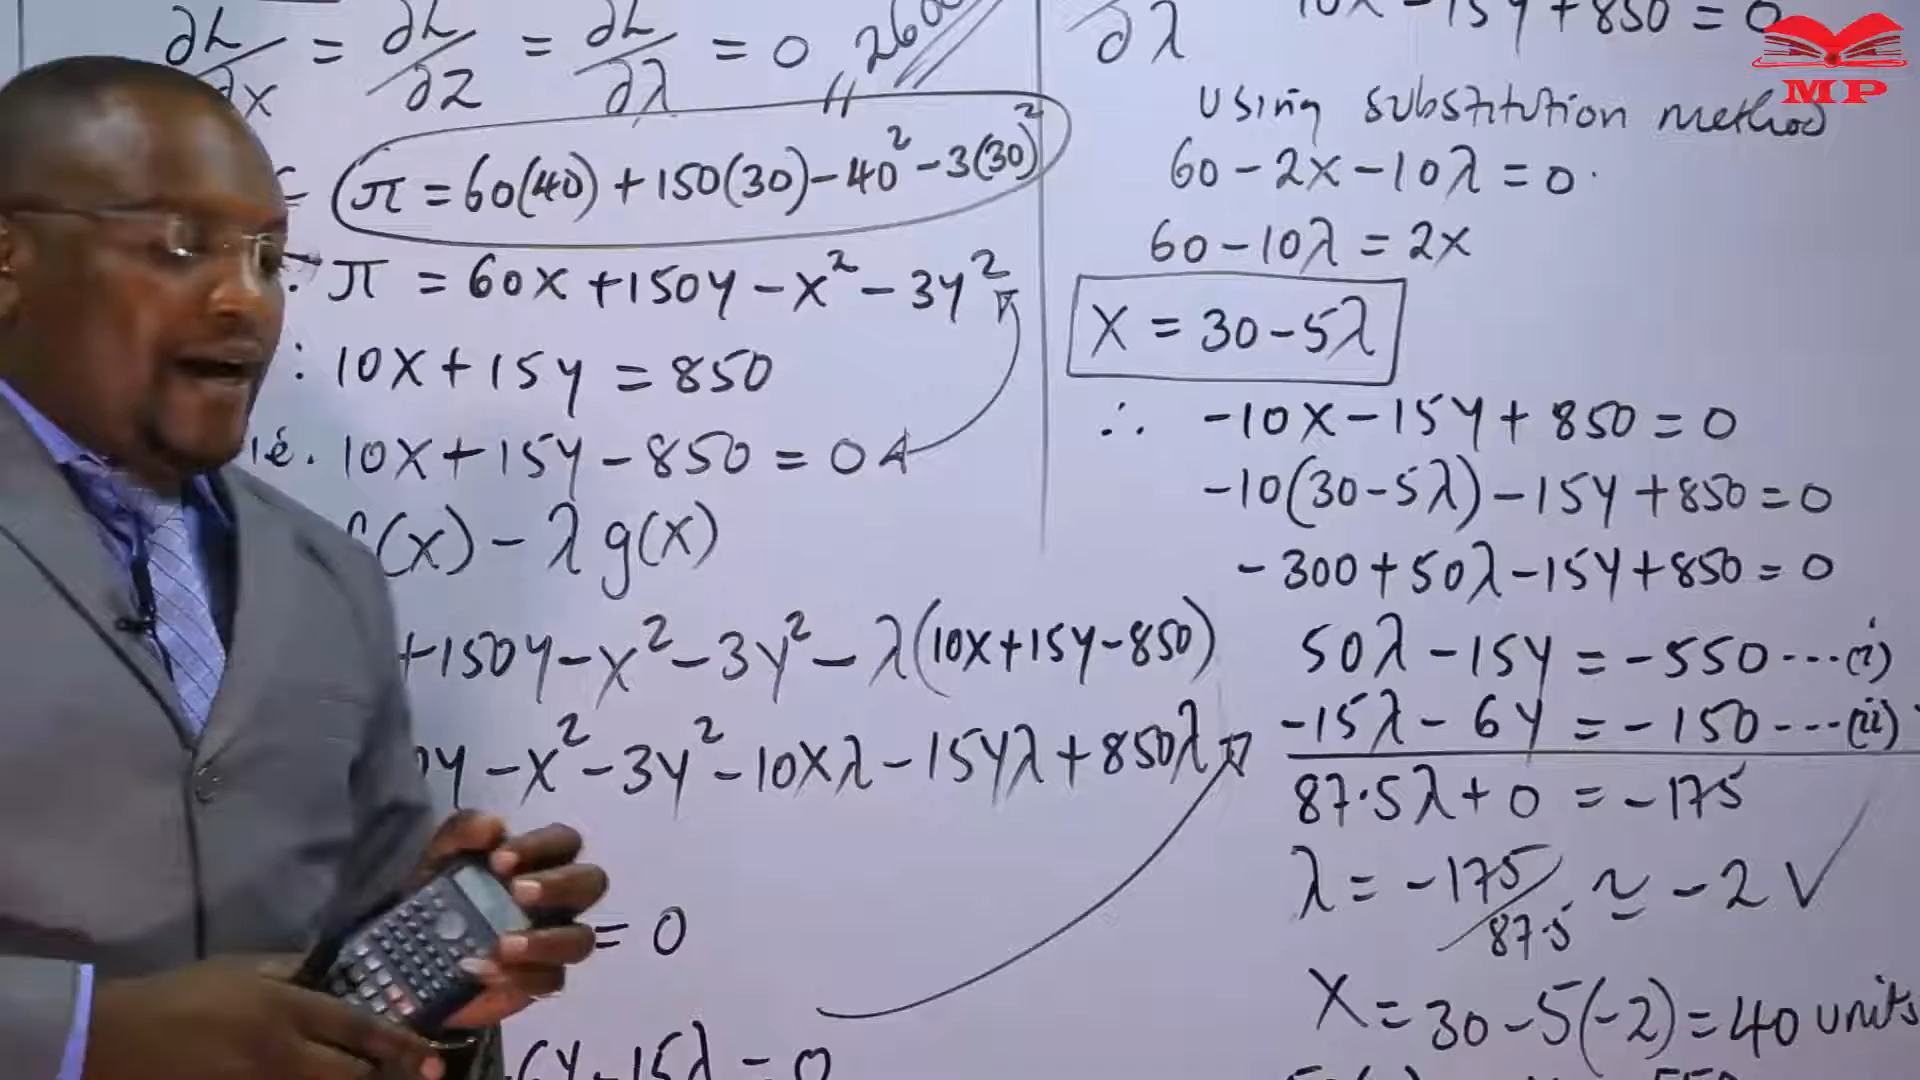 ∂L/∂x = ∂L/∂z = ∂L/∂λ = 0 ,, 2600
π = 60(40) + 150(30) - 40² - 3(30)²
: π = 60x + 150y - x² - 3y²
: 10x + 15y = 850
ie. 10x + 15y - 850 = 0
(x) - λ g(x)
+150y - x² - 3y² - λ(10x + 15y - 850)
y - x² - 3y² - 10xλ - 15yλ + 850λ
= 0
6y - 15λ = 0
∂λ 10x - 15y + 850 = 0
MP
Using substitution method
60 - 2x - 10λ = 0
60 - 10λ = 2x
x = 30 - 5λ
∴ -10x - 15y + 850 = 0
-10(30 - 5λ) - 15y + 850 = 0
-300 + 50λ - 15y + 850 = 0
50λ - 15y = -550 ---- (i)
-15λ - 6y = -150 ---- (ii)
87.5λ + 0 = -175
λ = -175/87.5 ≃ -2 ✓
x = 30 - 5(-2) = 40 units